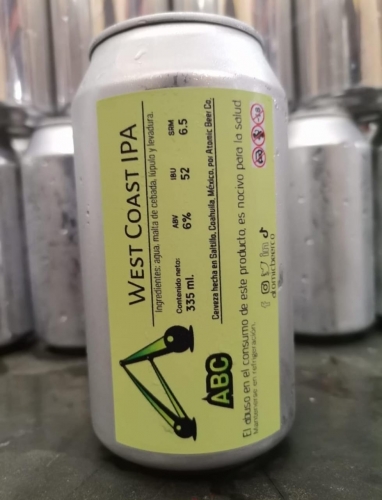 WEST COAST IPA
Ingredientes: agua, malta de cebada, lúpulo y levadura.
Contenido neto:
335 ml.
ABV
6%
IBU
52
SRM
6.5
Cerveza hecha en Saltillo, Coahuila, México, por Atomic Beer Co.
ABC
atomicbeerco
El abuso en el consumo de este producto, es nocivo para la salud
Mantenerse en refrigeración.